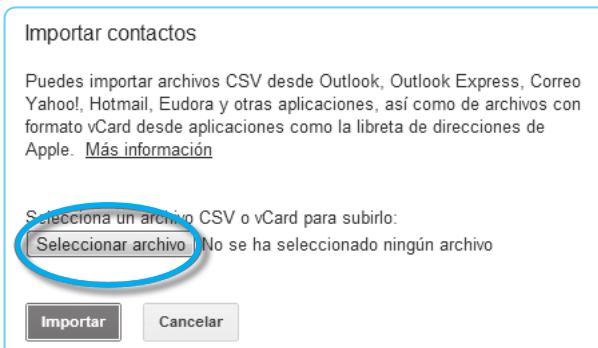 Importar contactos
Puedes importar archivos CSV desde Outlook, Outlook Express, Correo
Yahoo!, Hotmail, Eudora y otras aplicaciones, así como de archivos con
formato vCard desde aplicaciones como la libreta de direcciones de
Apple. Más información
Selecciona un archivo CSV o vCard para subirlo:
Seleccionar archivo No se ha seleccionado ningún archivo
Importar Cancelar